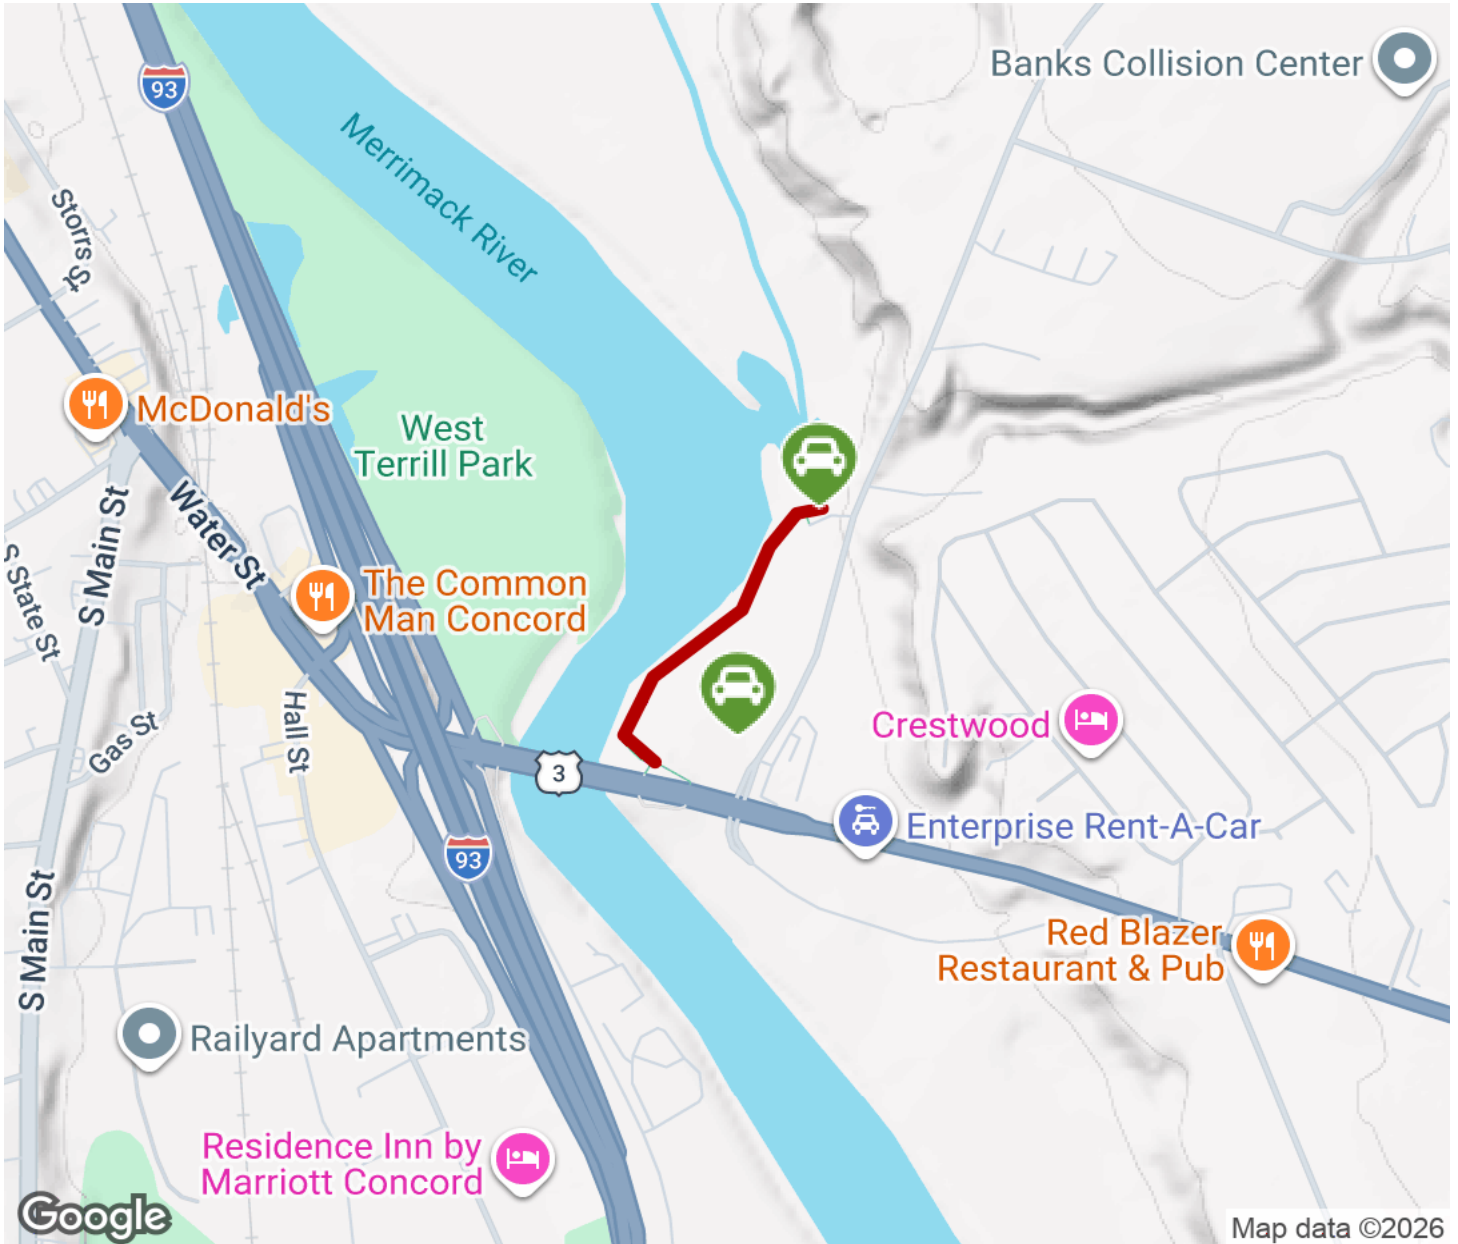 93
Banks Collision Center
Merrimack River
Storrs St
McDonald's
West
Terrill Park
Water St
S Main St
S State St
The Common
Man Concord
Hall St
Gas St
3
Crestwood
Enterprise Rent-A-Car
93
S Main St
Red Blazer
Restaurant & Pub
Railyard Apartments
Residence Inn by
Marriott Concord
Google
Map data ©2026